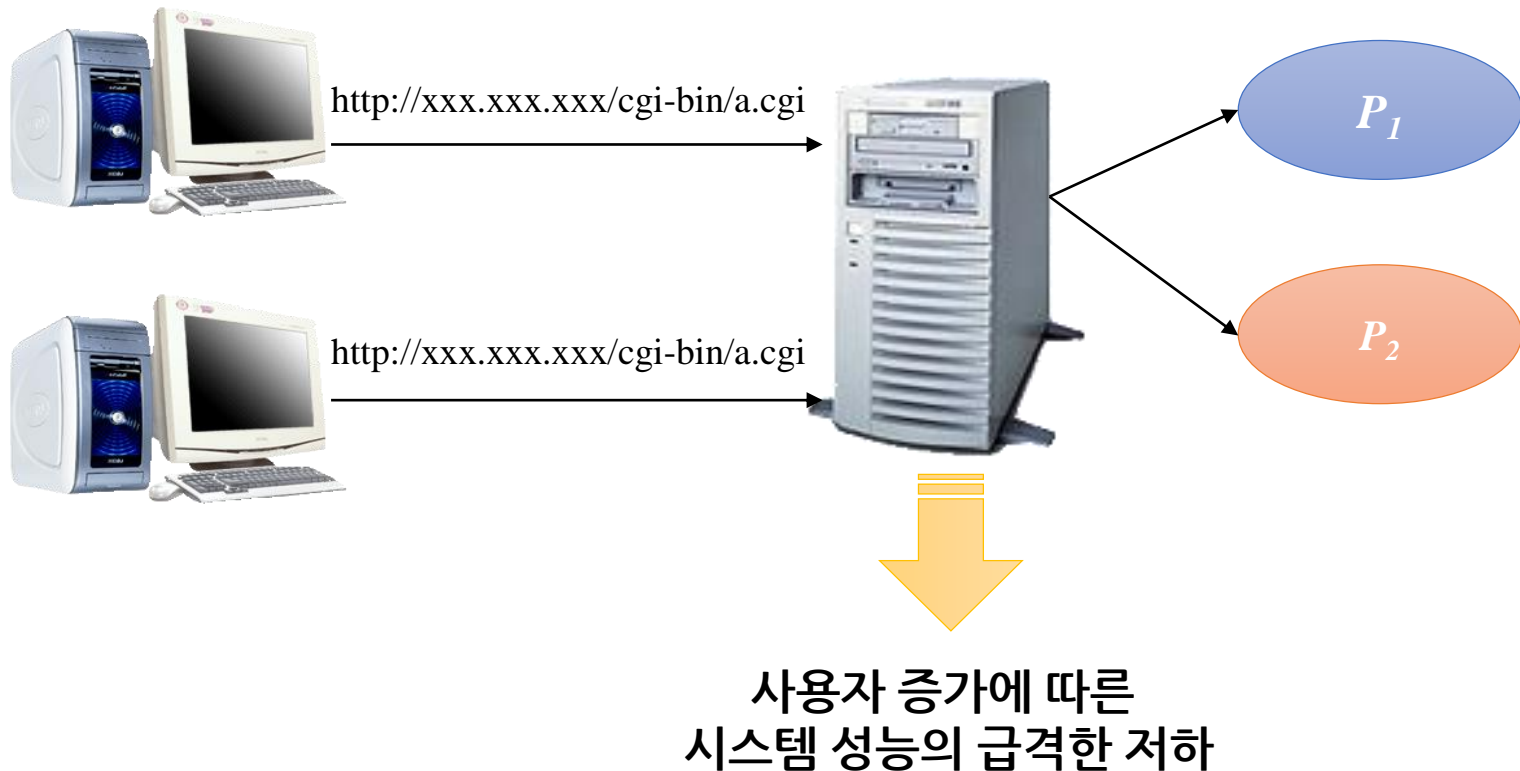 http://xxx.xxx.xxx/cgi-bin/a.cgi
P1
http://xxx.xxx.xxx/cgi-bin/a.cgi
P2
사용자 증가에 따른
시스템 성능의 급격한 저하